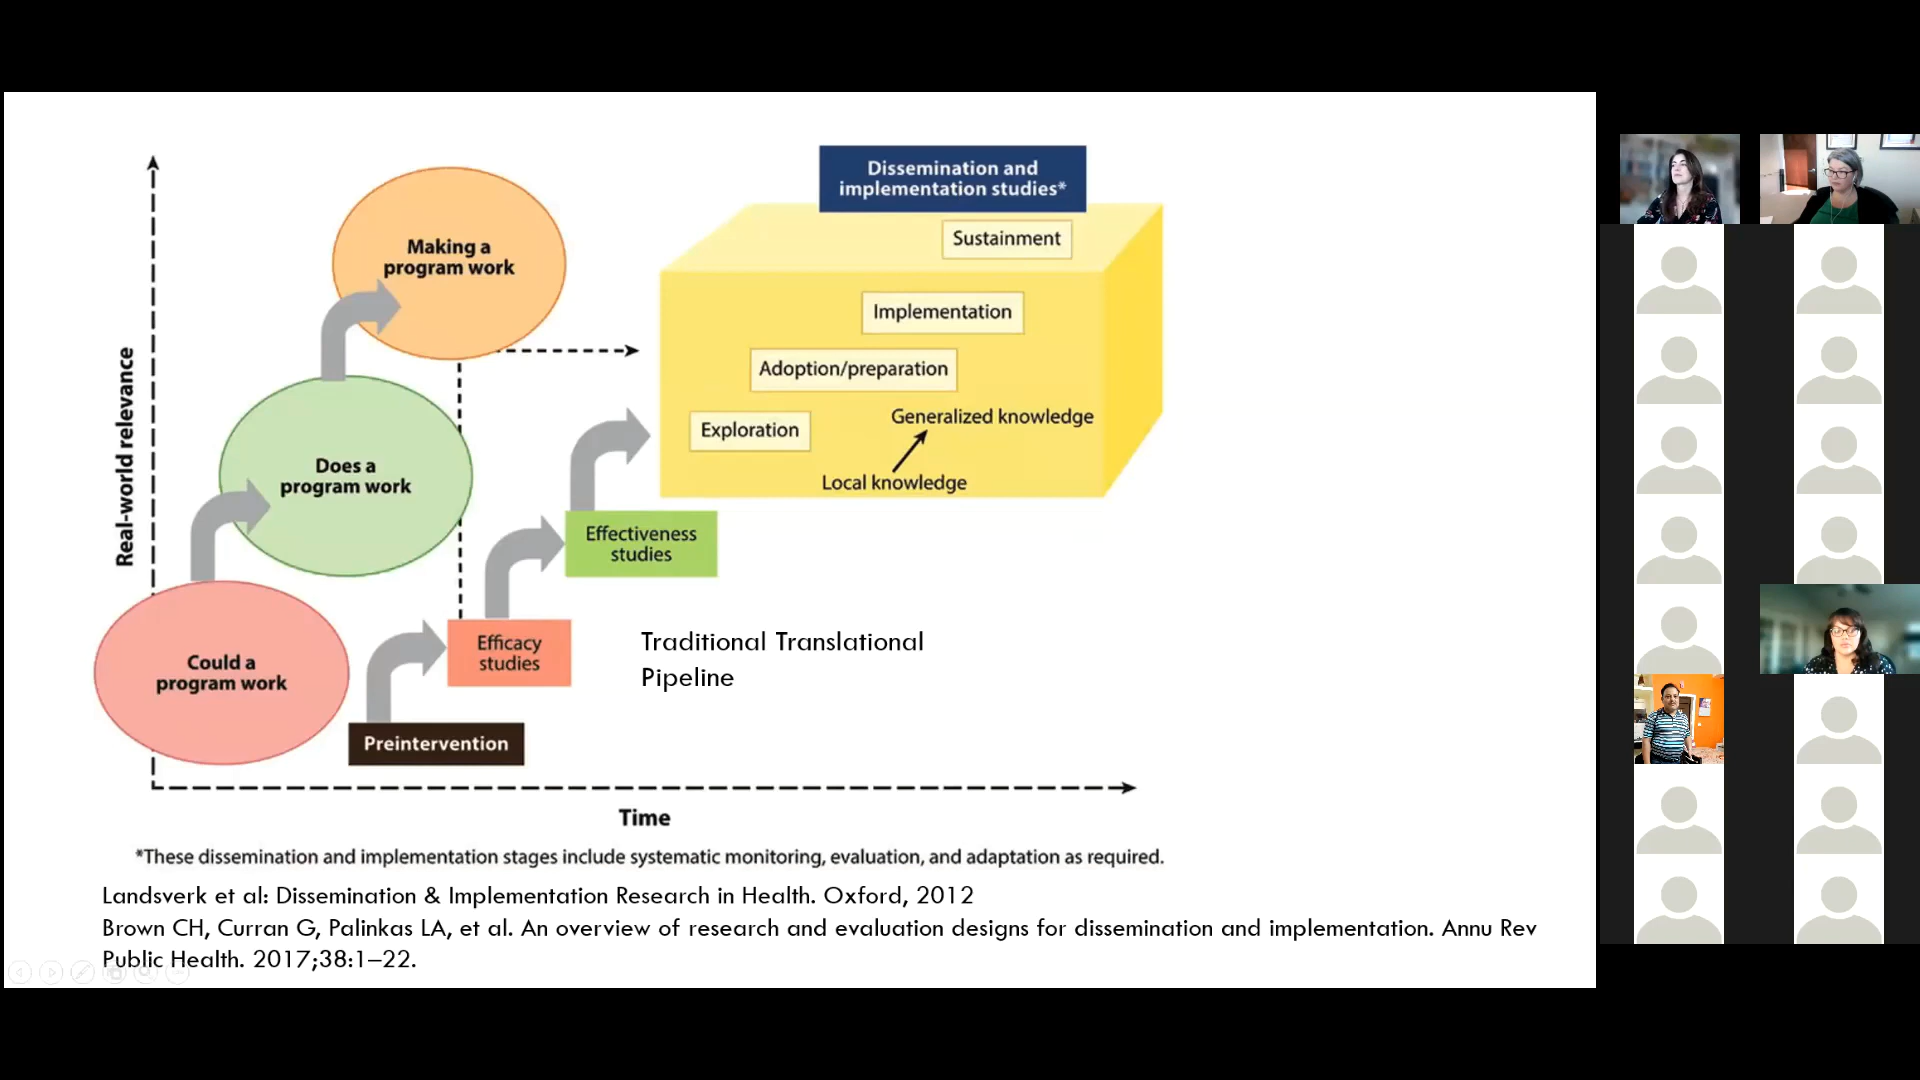 Dissemination and
implementation studies*
Sustainment
Making a
program work
Implementation
Adoption/preparation
Generalized knowledge
Exploration
Local knowledge
Real-world relevance
Does a
program work
Effectiveness
studies
Efficacy
studies
Traditional Translational
Pipeline
Could a
program work
Preintervention
Time
*These dissemination and implementation stages include systematic monitoring, evaluation, and adaptation as required.
Landsverk et al: Dissemination & Implementation Research in Health. Oxford, 2012
Brown CH, Curran G, Palinkas LA, et al. An overview of research and evaluation designs for dissemination and implementation. Annu Rev
Public Health. 2017;38:1–22.